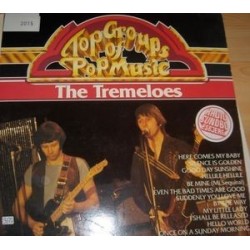 2016
Top Groups
of
Pop Music
The Tremeloes
HERE COMES MY BABY
SILENCE IS GOLDEN
GOOD DAY SUNSHINE
HELULE HELULE
BE MINE
EVEN THE BAD TIMES ARE GOOD
SUDDENLY YOU LOVE ME
MY LITTLE LADY
I SHALL BE RELEASED
HELLO WORLD
ONCE ON A SUNDAY MORNING